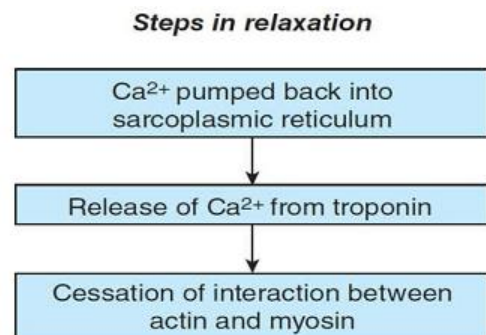 Steps in relaxation
Ca²⁺ pumped back into
sarcoplasmic reticulum
Release of Ca²⁺ from troponin
Cessation of interaction between
actin and myosin